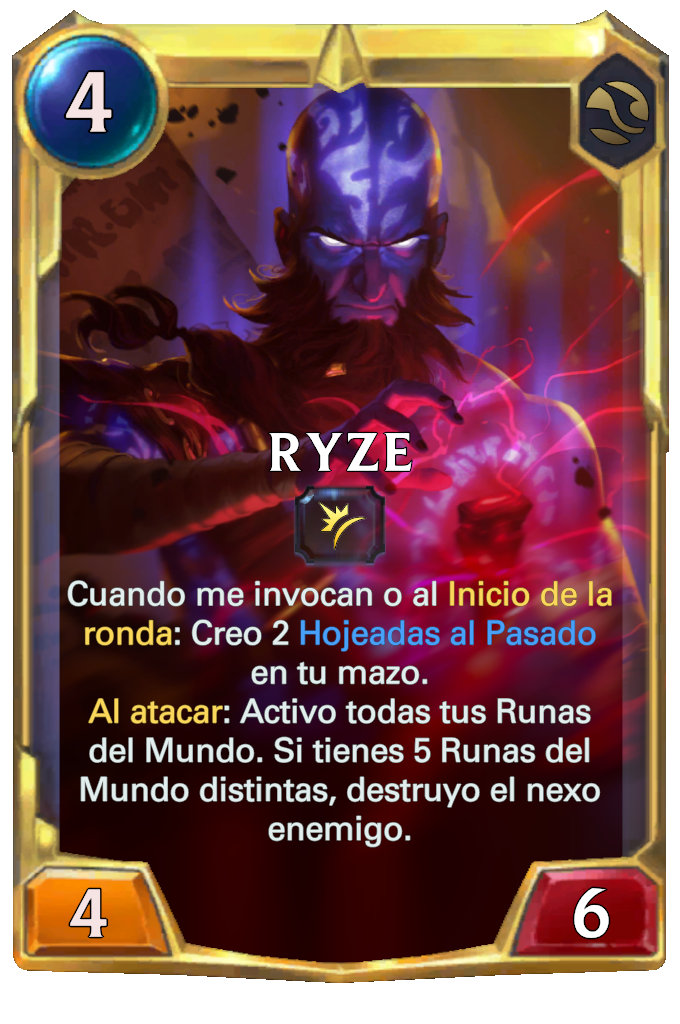 4
RYZE
Cuando me invocan o al Inicio de la
ronda: Creo 2 Hojeadas al Pasado
en tu mazo.
Al atacar: Activo todas tus Runas
del Mundo. Si tienes 5 Runas del
Mundo distintas, destruyo el nexo
enemigo.
4
6